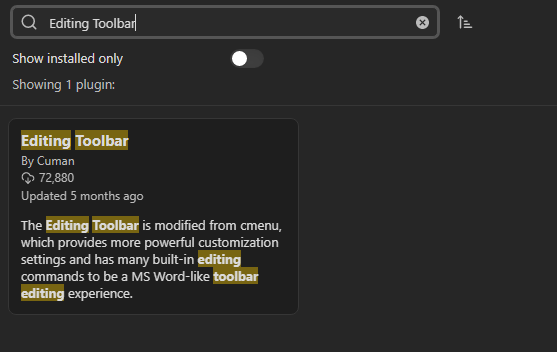 Editing Toolbar
Show installed only
Showing 1 plugin:
Editing Toolbar
By Cuman
72,880
Updated 5 months ago
The Editing Toolbar is modified from cmenu,
which provides more powerful customization
settings and has many built-in editing
commands to be a MS Word-like toolbar
editing experience.